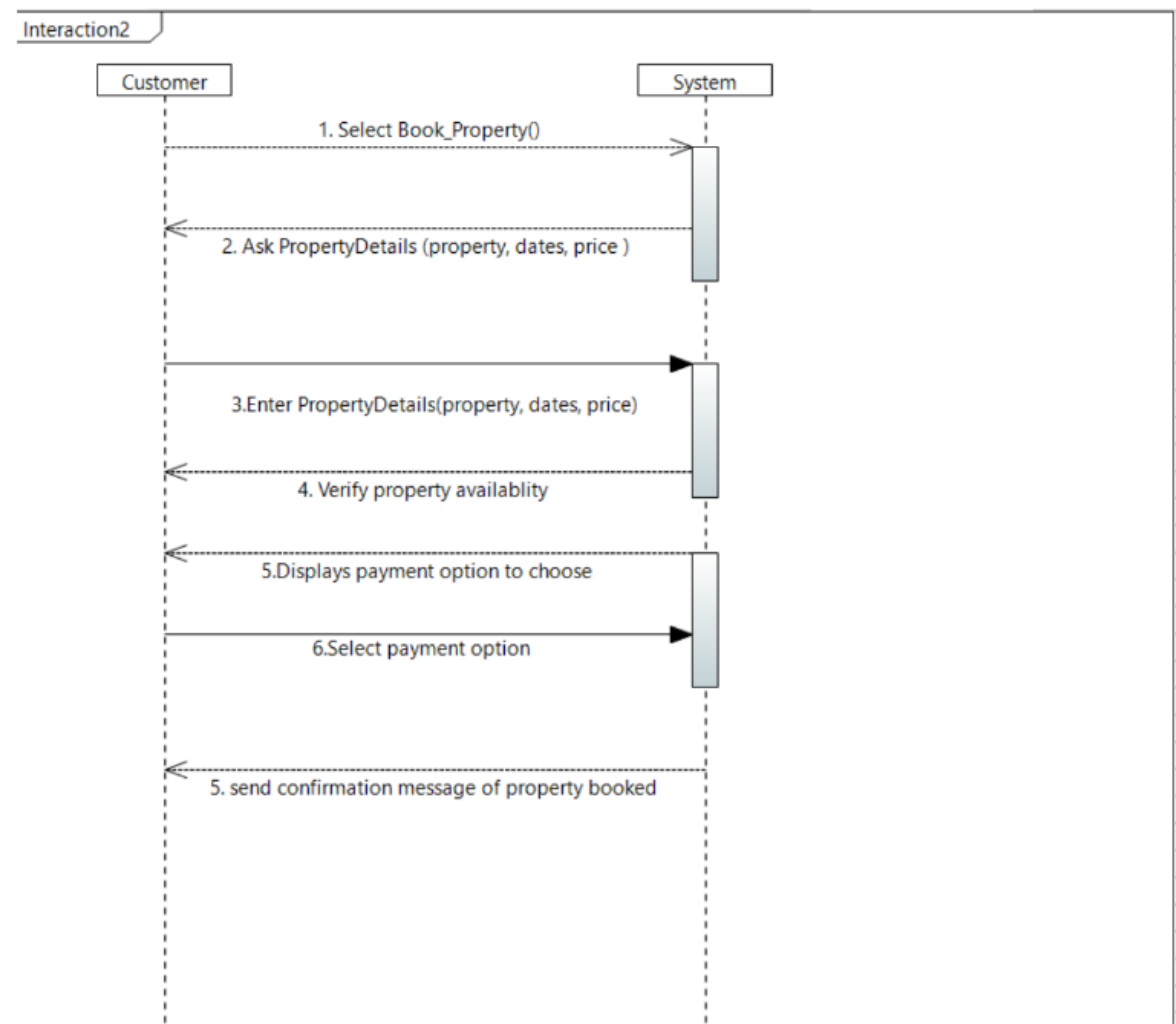 Interaction2
Customer
System
1. Select Book_Property()
2. Ask PropertyDetails (property, dates, price )
3.Enter PropertyDetails(property, dates, price)
4. Verify property availablity
5.Displays payment option to choose
6.Select payment option
5. send confirmation message of property booked